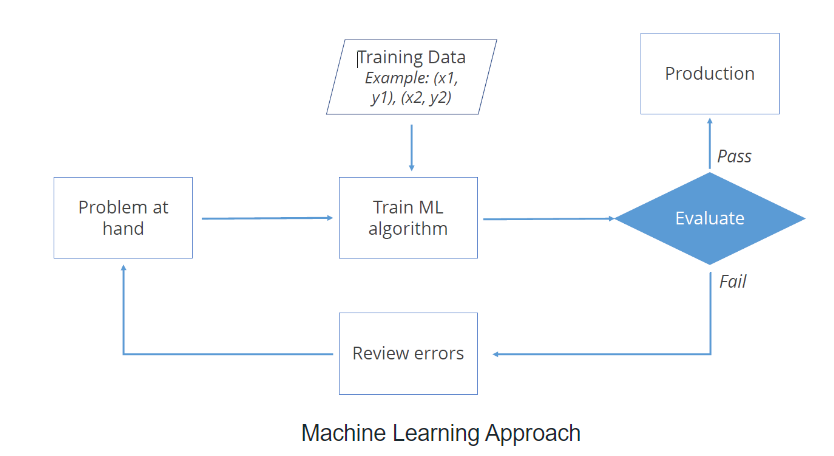 Training Data
Example: (x1,
y1), (x2, y2)
Production
Pass
Problem at
hand
Train ML
algorithm
Evaluate
Fail
Review errors
Machine Learning Approach